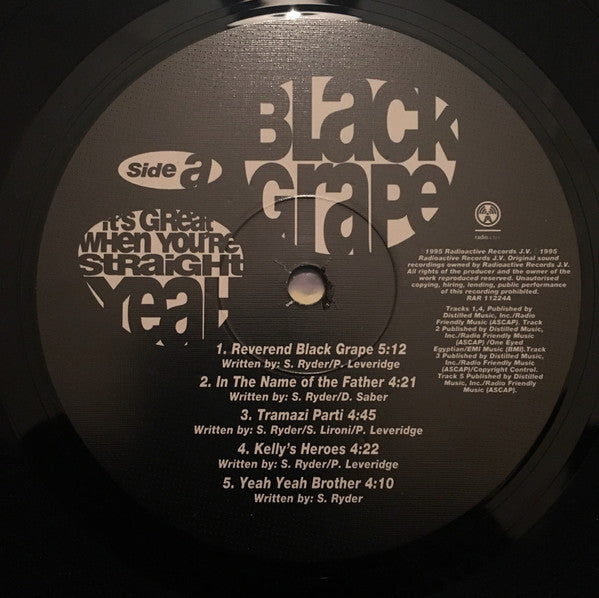 BLack
Grape
Side a
it's GReat
when You're
StRaiGHt
Yeah
radioactive
1995 Radioactive Records J.V. 1995
Radioactive Records J.V. Original sound
recordings owned by Radioactive Records J.V.
All rights of the producer and the owner of the
work reproduced reserved. Unauthorised
copying, hiring, lending, public performance
of this recording prohibited.
RAR 11224A
Tracks 1,4, Published by
Distilled Music, Inc./Radio
Friendly Music (ASCAP). Track
2 Published by Distilled Music,
Inc./Radio Friendly Music
(ASCAP) /One Eyed
Egyptian/EMI Music (BMI).Track
3 Published by Distilled Music,
Inc./Radio Friendly Music
(ASCAP)/Copyright Control.
Track 5 Published by Distilled
Music, Inc./Radio Friendly
Music (ASCAP).
1. Reverend Black Grape 5:12
Written by: S. Ryder/P. Leveridge
2. In The Name of the Father 4:21
Written by: S. Ryder/D. Saber
3. Tramazi Parti 4:45
Written by: S. Ryder/S. Lironi/P. Leveridge
4. Kelly's Heroes 4:22
Written by: S. Ryder/P. Leveridge
5. Yeah Yeah Brother 4:10
Written by: S. Ryder